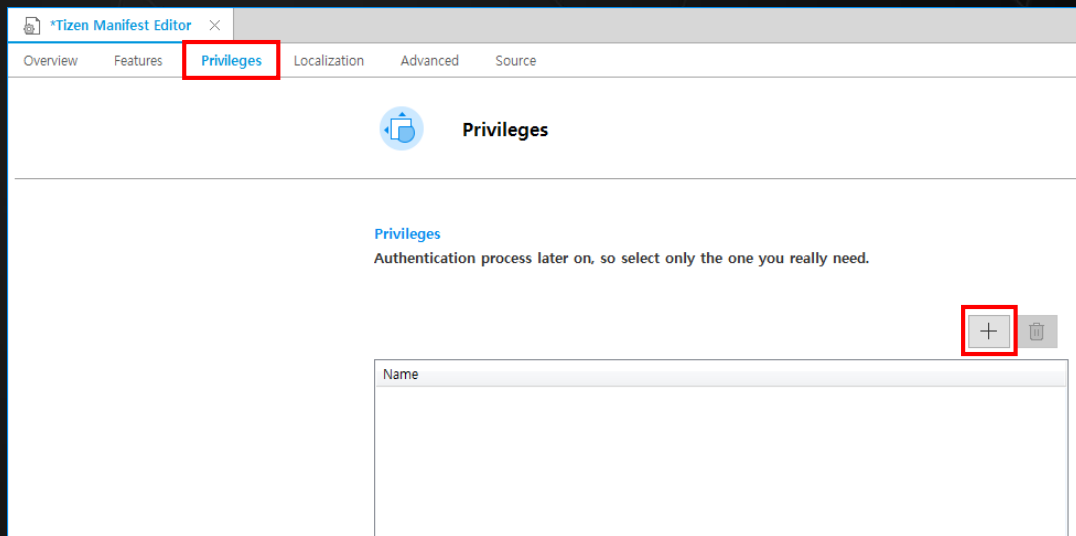 *Tizen Manifest Editor
Overview Features Privileges Localization Advanced Source
Privileges
Privileges
Authentication process later on, so select only the one you really need.
Name